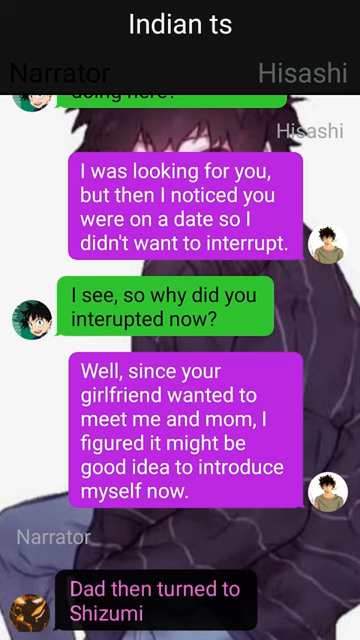 Indian ts
Narrator
Hisashi
doing here?
Hisashi
I was looking for you,
but then I noticed you
were on a date so I
didn't want to interrupt.
I see, so why did you
interupted now?
Well, since your
girlfriend wanted to
meet me and mom, I
figured it might be
good idea to introduce
myself now.
Narrator
Dad then turned to
Shizumi